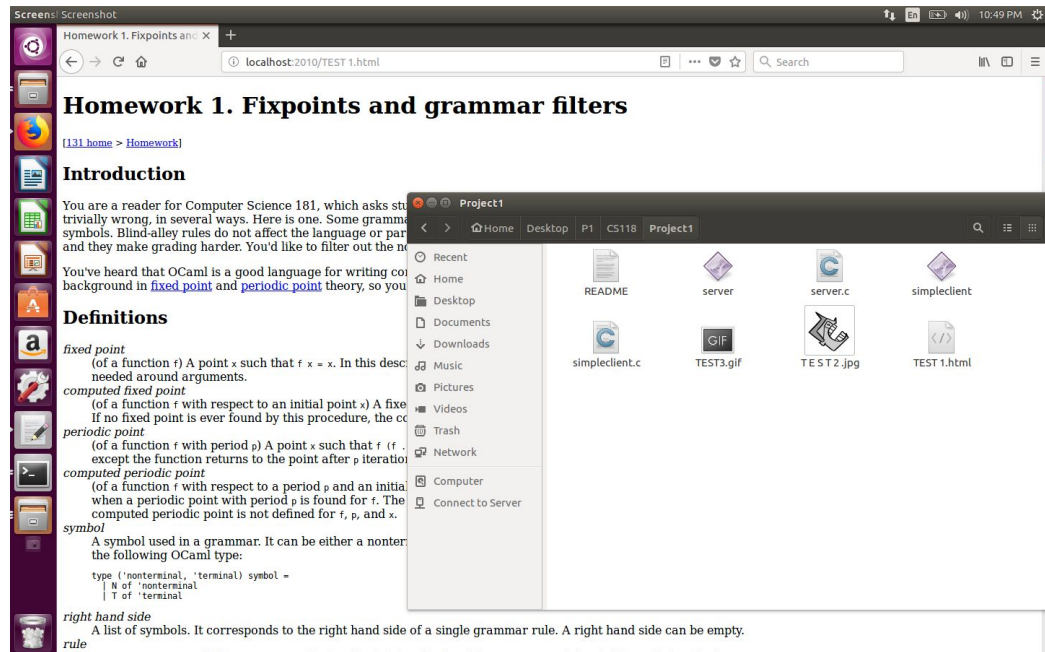 Screens Screenshot
En
10:49 PM
Homework 1. Fixpoints and
localhost:2010/TEST 1.html
Search
Homework 1. Fixpoints and grammar filters
[131 home > Homework]
Introduction
You are a reader for Computer Science 181, which asks stu
trivially wrong, in several ways. Here is one. Some gramma
symbols. Blind-alley rules do not affect the language or par
and they make grading harder. You'd like to filter out the no
You've heard that OCaml is a good language for writing co
background in fixed point and periodic point theory, so you
Definitions
fixed point
(of a function f) A point x such that f x = x. In this descr
needed around arguments.
computed fixed point
(of a function f with respect to an initial point x) A fixe
If no fixed point is ever found by this procedure, the co
periodic point
(of a function f with period p) A point x such that f (f .
except the function returns to the point after p iteration
computed periodic point
(of a function f with respect to a period p and an initial
when a periodic point with period p is found for f. The
computed periodic point is not defined for f, p, and x.
symbol
A symbol used in a grammar. It can be either a nonter
the following OCaml type:
type ('nonterminal, 'terminal) symbol =
| N of 'nonterminal
| T of 'terminal
right hand side
A list of symbols. It corresponds to the right hand side of a single grammar rule. A right hand side can be empty.
rule
Project1
Home Desktop P1 CS118 Project1
Recent
Home
Desktop
Documents
Downloads
Music
Pictures
Videos
Trash
Network
Computer
Connect to Server
README
server
server.c
simpleclient
simpleclient.c
GIF
TEST3.gif
T E S T 2 .jpg
TEST 1.html